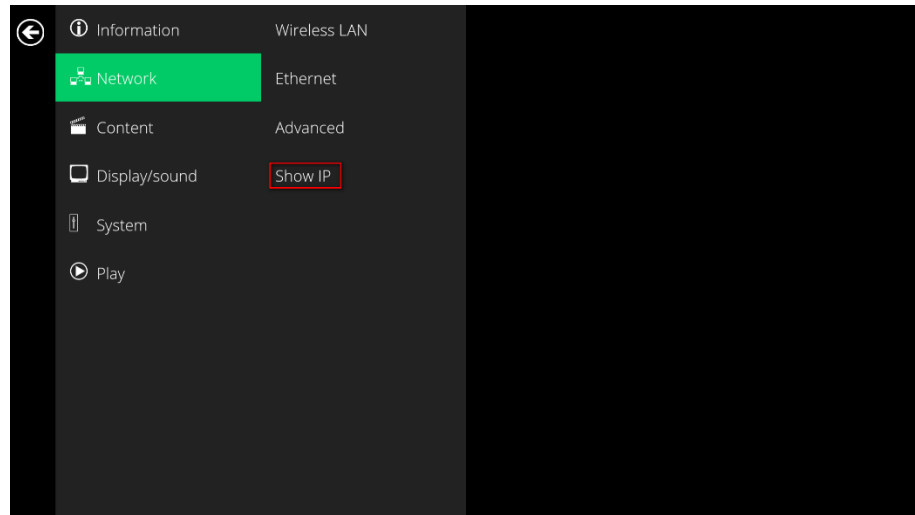 Information
Network
Content
Display/sound
System
Play
Wireless LAN
Ethernet
Advanced
Show IP